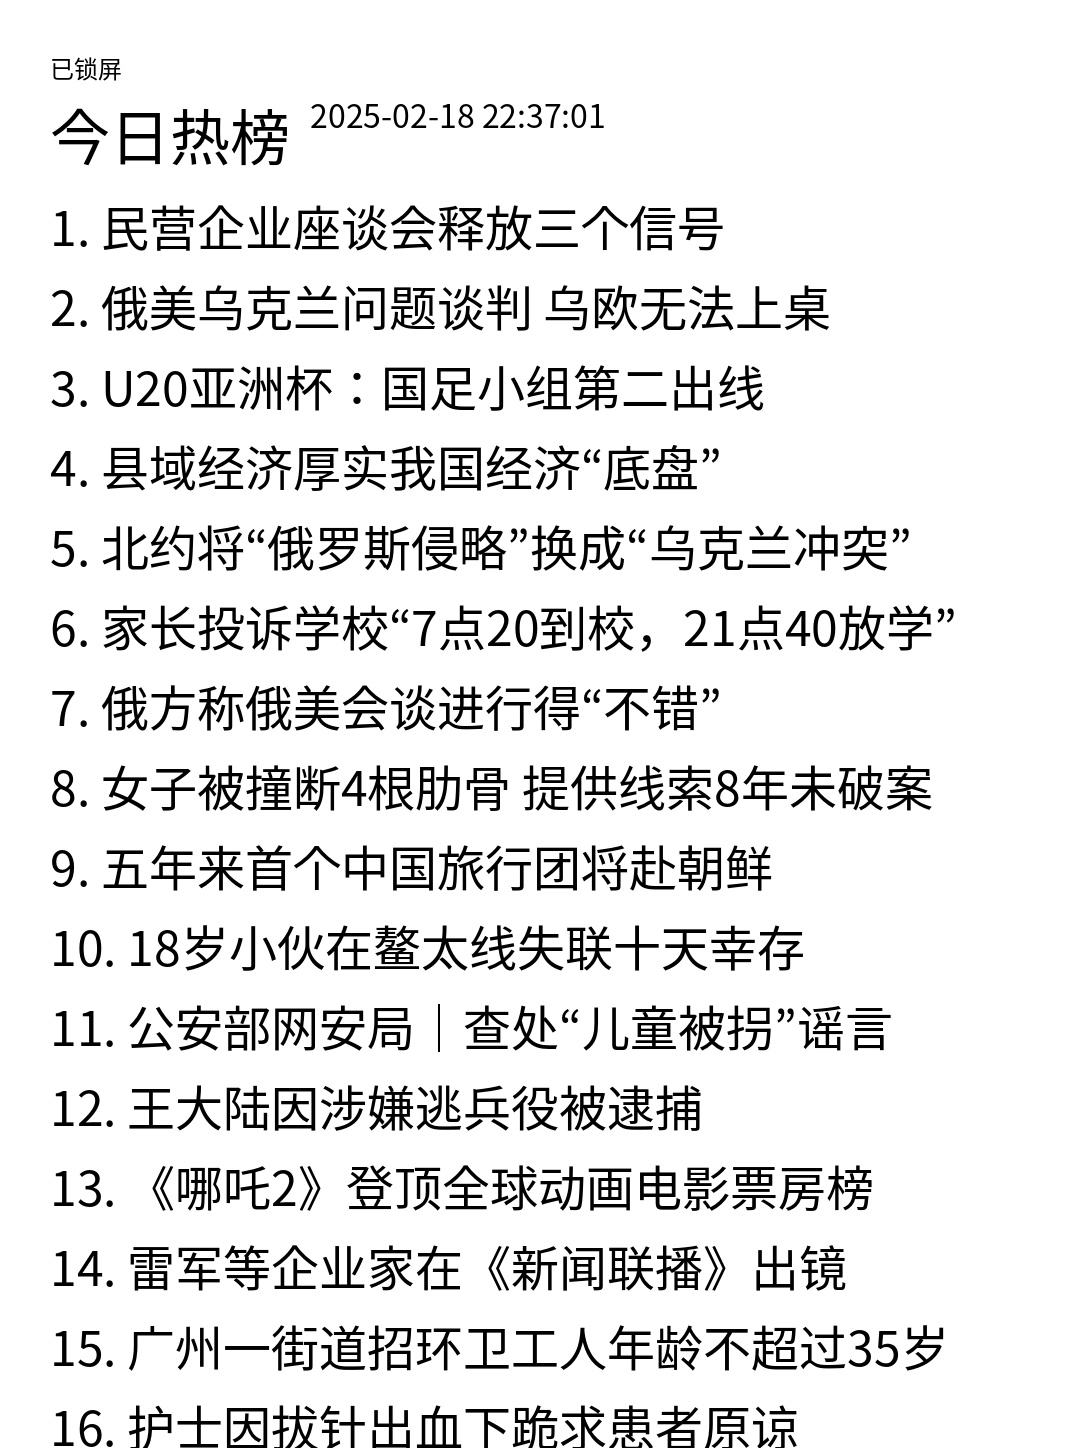 已锁屏
今日热榜 2025-02-18 22:37:01
1. 民营企业座谈会释放三个信号
2. 俄美乌克兰问题谈判 乌欧无法上桌
3. U20亚洲杯：国足小组第二出线
4. 县域经济厚实我国经济“底盘”
5. 北约将“俄罗斯侵略”换成“乌克兰冲突”
6. 家长投诉学校“7点20到校，21点40放学”
7. 俄方称俄美会谈进行得“不错”
8. 女子被撞断4根肋骨 提供线索8年未破案
9. 五年来首个中国旅行团将赴朝鲜
10. 18岁小伙在鳌太线失联十天幸存
11. 公安部网安局｜查处“儿童被拐”谣言
12. 王大陆因涉嫌逃兵役被逮捕
13. 《哪吒2》登顶全球动画电影票房榜
14. 雷军等企业家在《新闻联播》出镜
15. 广州一街道招环卫工人年龄不超过35岁
16. 护士因拔针出血下跪求患者原谅